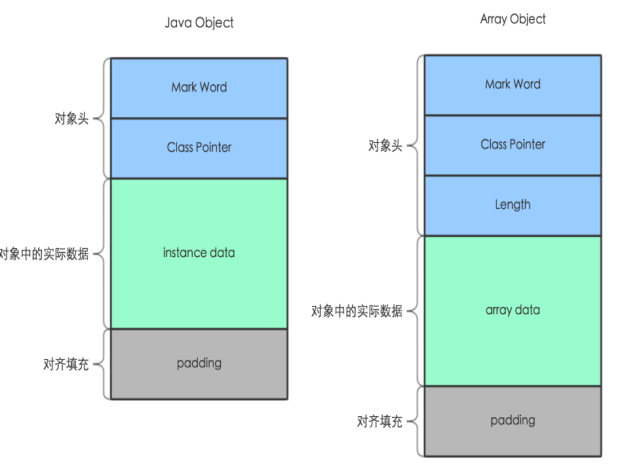 Java Object
Mark Word
对象头
Class Pointer
对象中的实际数据
instance data
对齐填充
padding
Array Object
Mark Word
对象头
Class Pointer
Length
对象中的实际数据
array data
对齐填充
padding